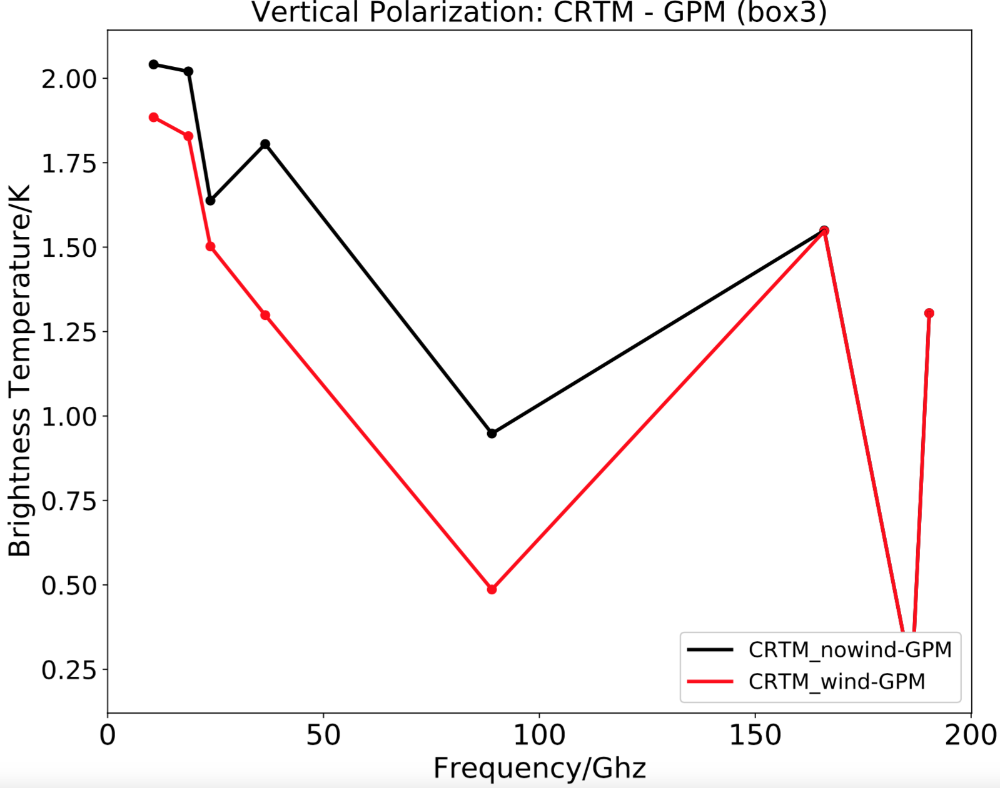 Vertical Polarization: CRTM - GPM (box3)
Brightness Temperature/K
2.00
1.75
1.50
1.25
1.00
0.75
0.50
0.25
CRTM_nowind-GPM
CRTM_wind-GPM
0 50 100 150 200
Frequency/Ghz